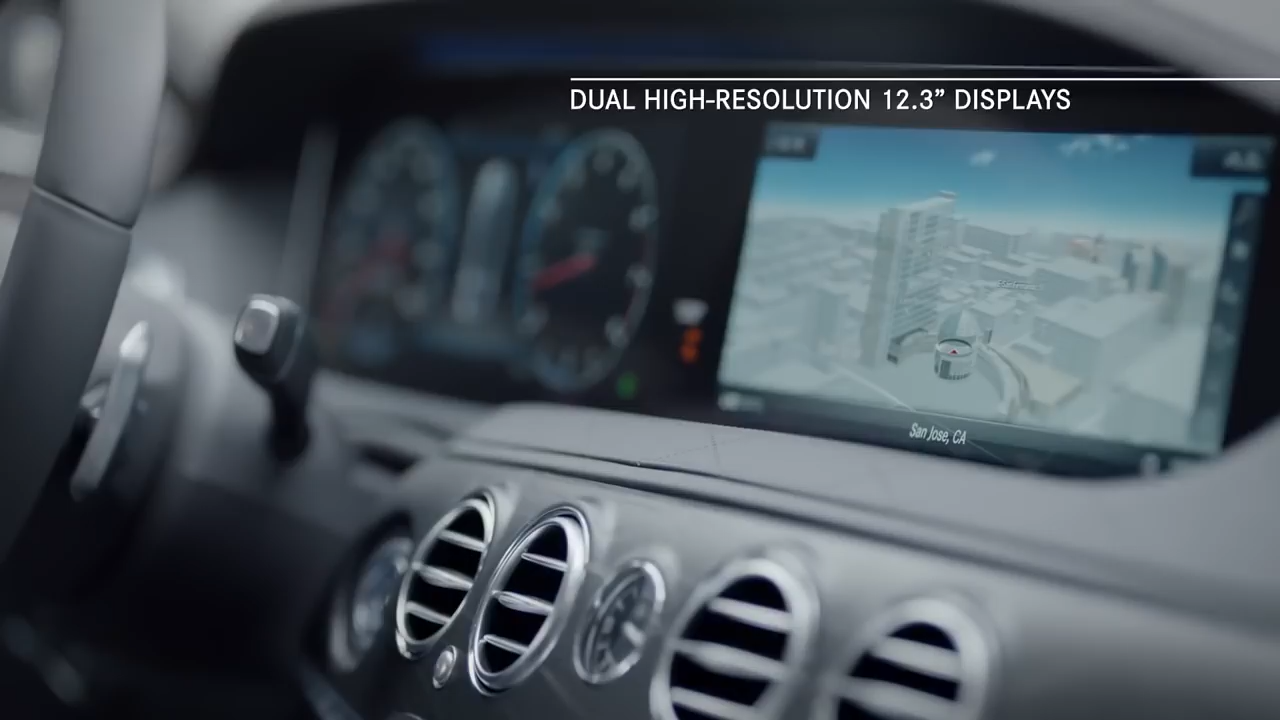 DUAL HIGH-RESOLUTION 12.3” DISPLAYS
San Jose, CA